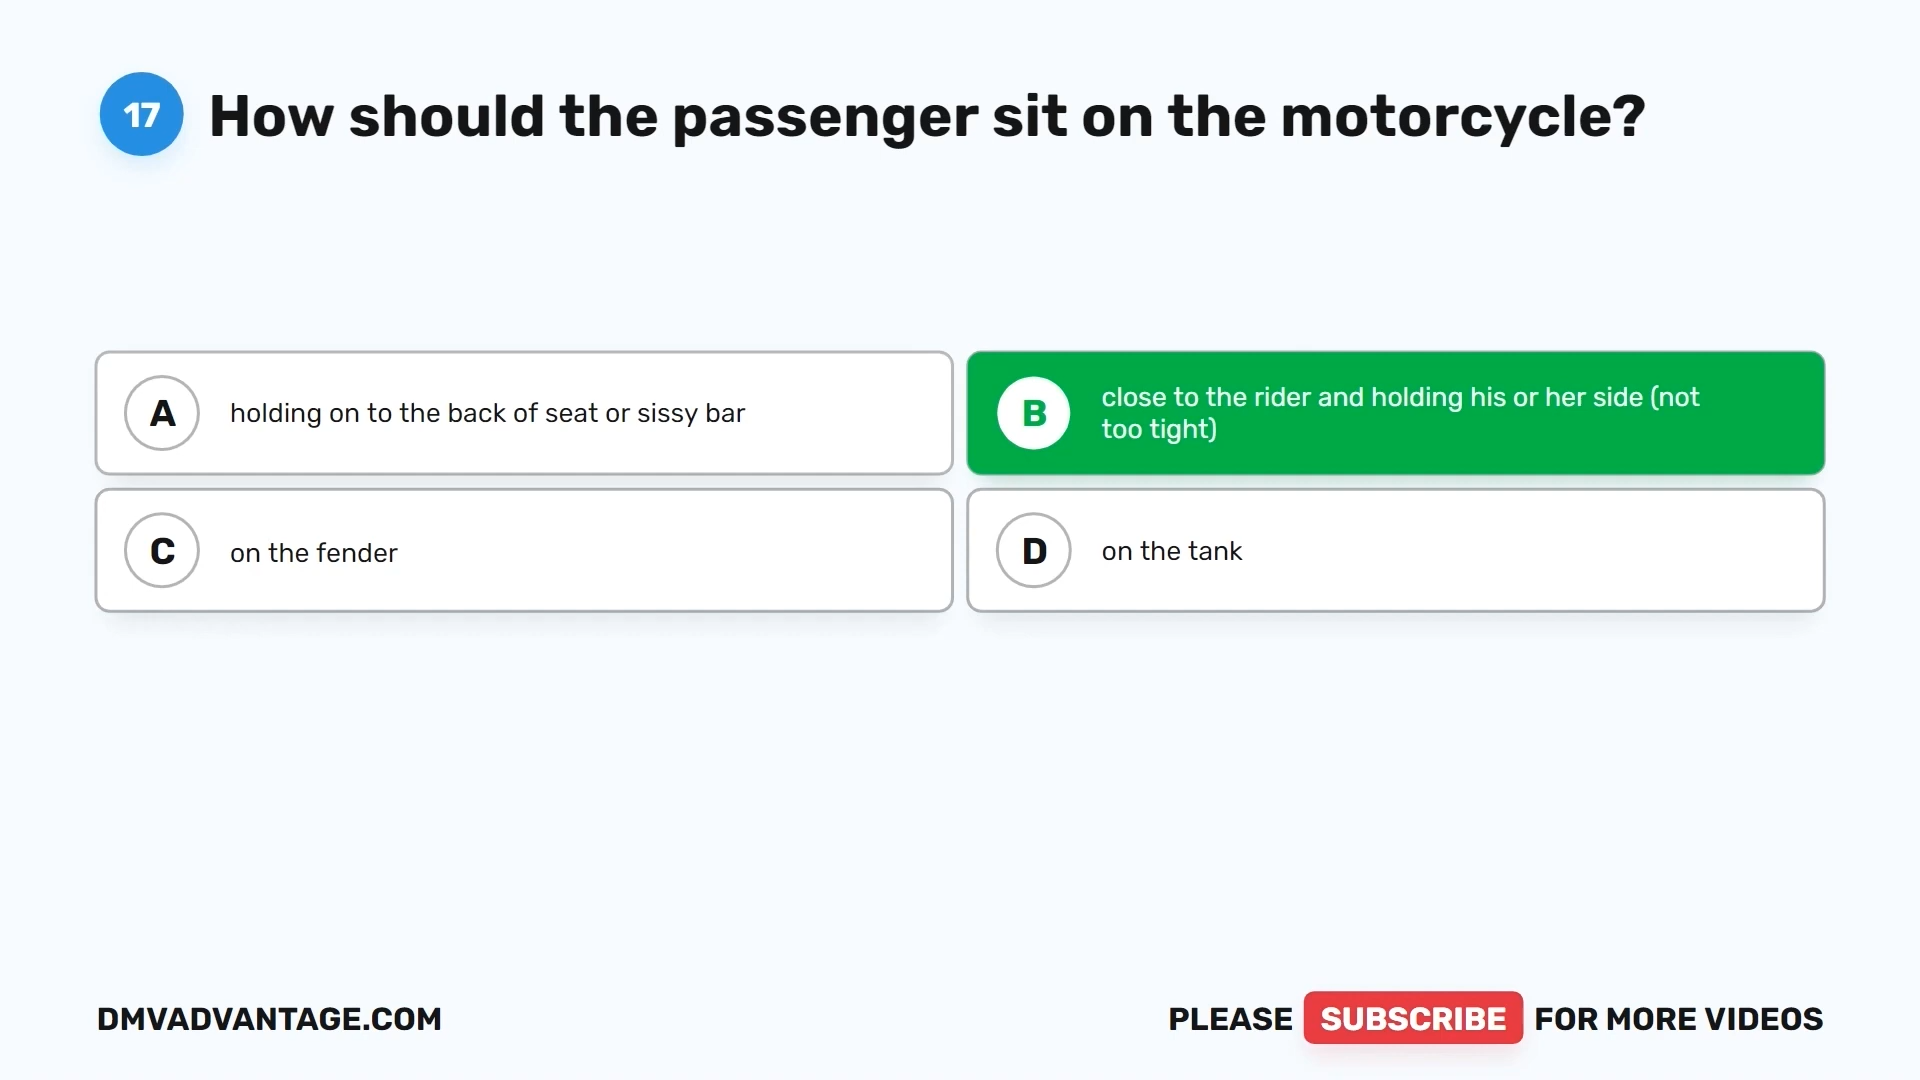 17
How should the passenger sit on the motorcycle?
A
holding on to the back of seat or sissy bar
B
close to the rider and holding his or her side (not
too tight)
C
on the fender
D
on the tank
DMVADVANTAGE.COM
PLEASE SUBSCRIBE FOR MORE VIDEOS